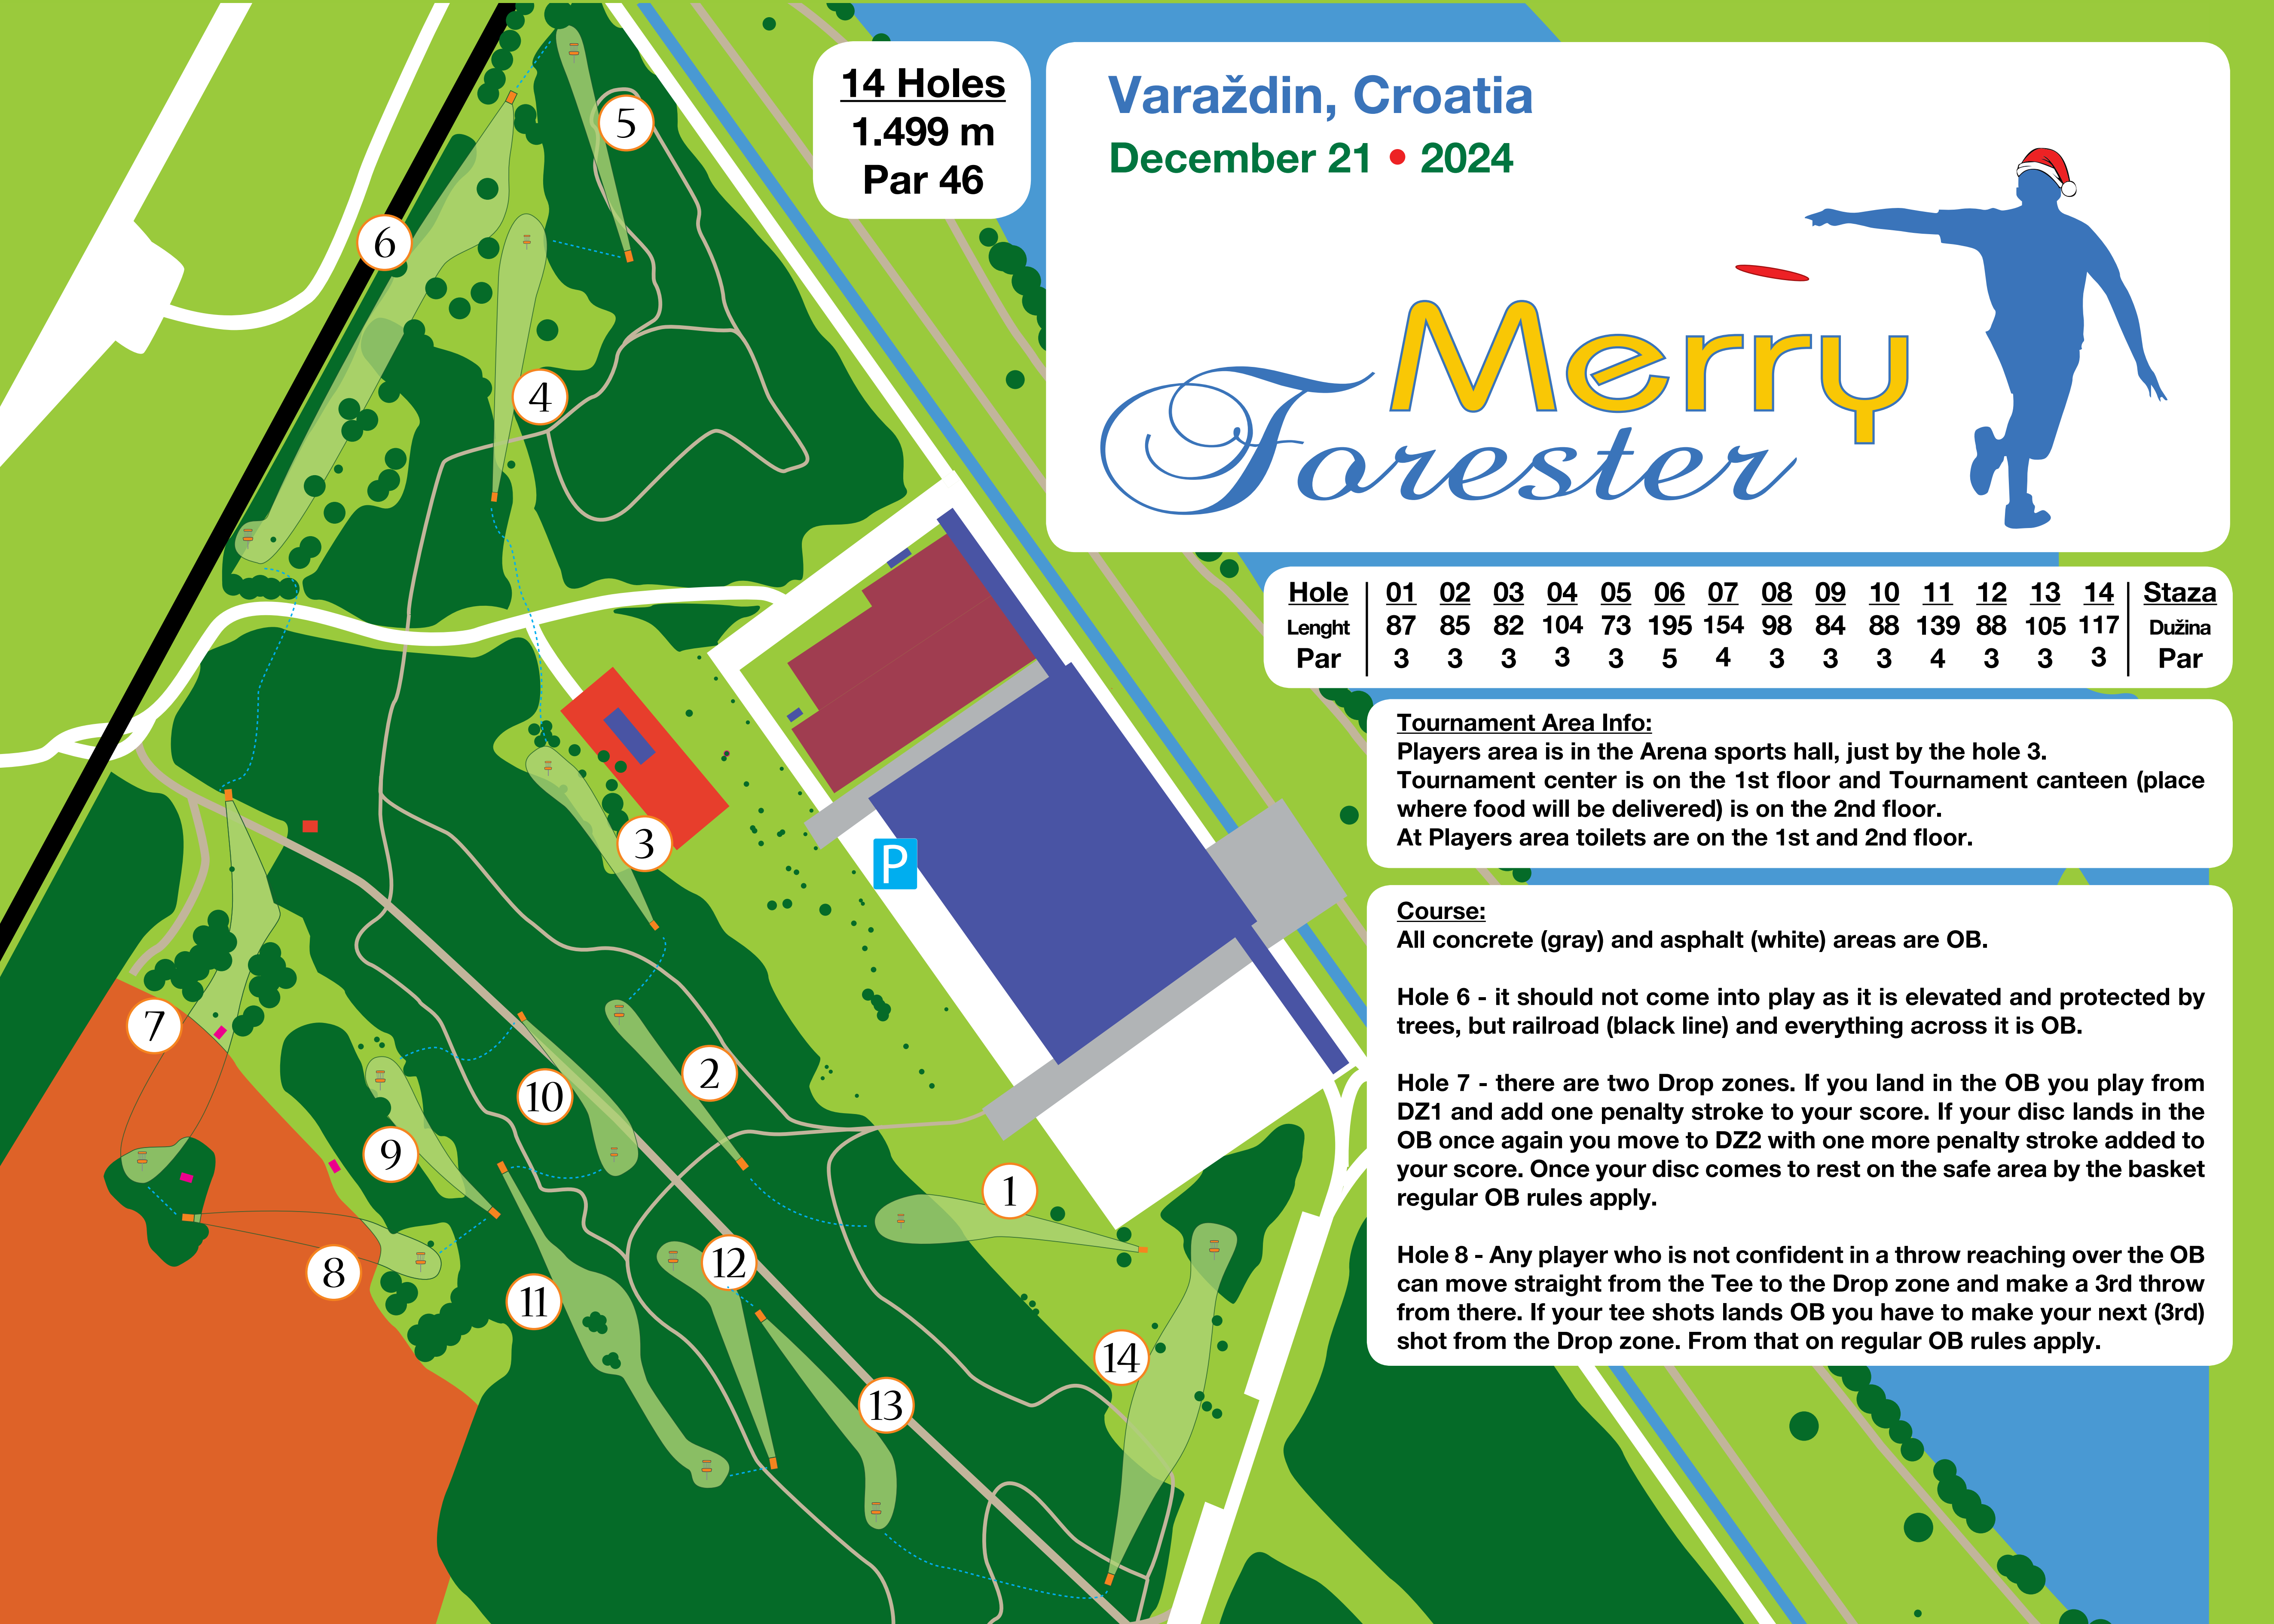 14 Holes
1.499 m
Par 46
Varaždin, Croatia
December 21 • 2024
Merry
Forester
Hole 01 02 03 04 05 06 07 08 09 10 11 12 13 14 Staza
Lenght 87 85 82 104 73 195 154 98 84 88 139 88 105 117 Dužina
Par 3 3 3 3 3 5 4 3 3 3 4 3 3 3 Par
Tournament Area Info:
Players area is in the Arena sports hall, just by the hole 3.
Tournament center is on the 1st floor and Tournament canteen (place
where food will be delivered) is on the 2nd floor.
At Players area toilets are on the 1st and 2nd floor.
Course:
All concrete (gray) and asphalt (white) areas are OB.
Hole 6 - it should not come into play as it is elevated and protected by
trees, but railroad (black line) and everything across it is OB.
Hole 7 - there are two Drop zones. If you land in the OB you play from
DZ1 and add one penalty stroke to your score. If your disc lands in the
OB once again you move to DZ2 with one more penalty stroke added to
your score. Once your disc comes to rest on the safe area by the basket
regular OB rules apply.
Hole 8 - Any player who is not confident in a throw reaching over the OB
can move straight from the Tee to the Drop zone and make a 3rd throw
from there. If your tee shots lands OB you have to make your next (3rd)
shot from the Drop zone. From that on regular OB rules apply.
5
6
4
3
P
7
2
10
9
1
8
12
11
14
13